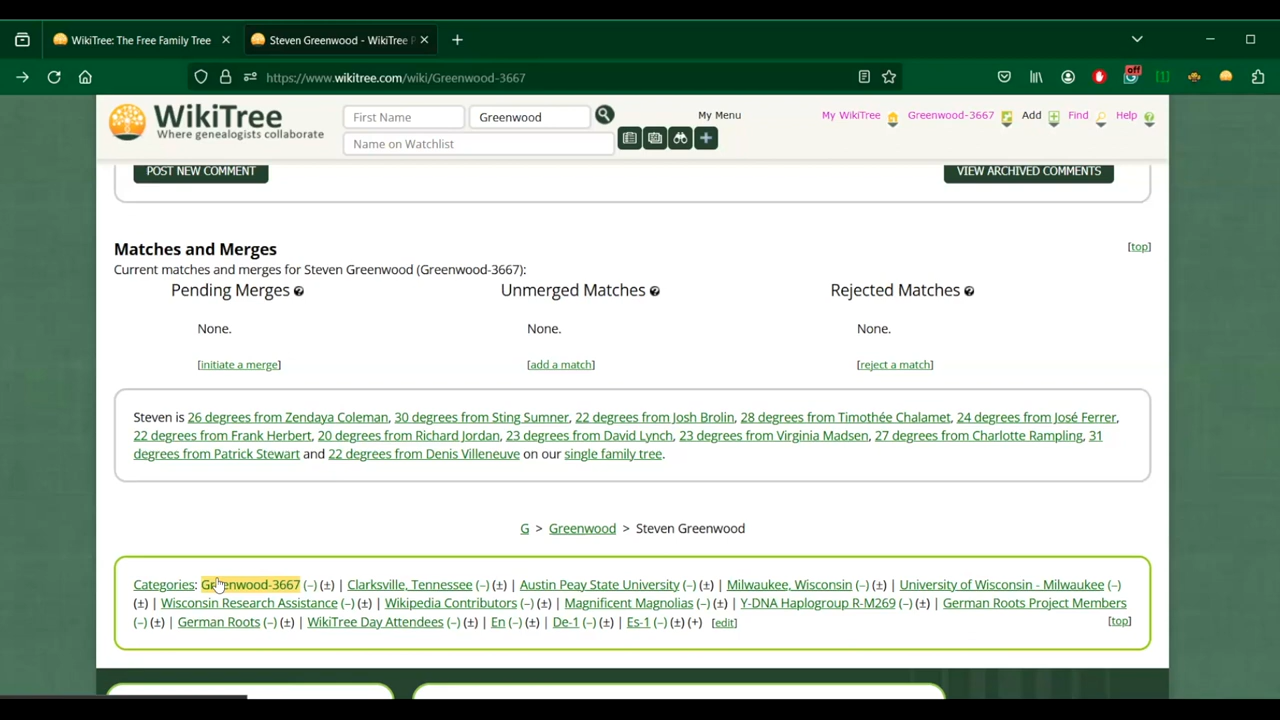 WikiTree: The Free Family Tree
Steven Greenwood - WikiTree P
https://www.wikitree.com/wiki/Greenwood-3667
off
WikiTree
Where genealogists collaborate
First Name
Greenwood
Name on Watchlist
My Menu
My WikiTree
Greenwood-3667
Add
Find
Help
POST NEW COMMENT
VIEW ARCHIVED COMMENTS
Matches and Merges
[top]
Current matches and merges for Steven Greenwood (Greenwood-3667):
Pending Merges ?
Unmerged Matches ?
Rejected Matches ?
None.
None.
None.
[initiate a merge]
[add a match]
[reject a match]
Steven is 26 degrees from Zendaya Coleman, 30 degrees from Sting Sumner, 22 degrees from Josh Brolin, 28 degrees from Timothée Chalamet, 24 degrees from José Ferrer,
22 degrees from Frank Herbert, 20 degrees from Richard Jordan, 23 degrees from David Lynch, 23 degrees from Virginia Madsen, 27 degrees from Charlotte Rampling, 31
degrees from Patrick Stewart and 22 degrees from Denis Villeneuve on our single family tree.
G > Greenwood > Steven Greenwood
Categories: Greenwood-3667 (−) (±) | Clarksville, Tennessee (−) (±) | Austin Peay State University (−) (±) | Milwaukee, Wisconsin (−) (±) | University of Wisconsin - Milwaukee (−)
(±) | Wisconsin Research Assistance (−) (±) | Wikipedia Contributors (−) (±) | Magnificent Magnolias (−) (±) | Y-DNA Haplogroup R-M269 (−) (±) | German Roots Project Members
(−) (±) | German Roots (−) (±) | WikiTree Day Attendees (−) (±) | En (−) (±) | De-1 (−) (±) | Es-1 (−) (±) (+) [edit]
[top]